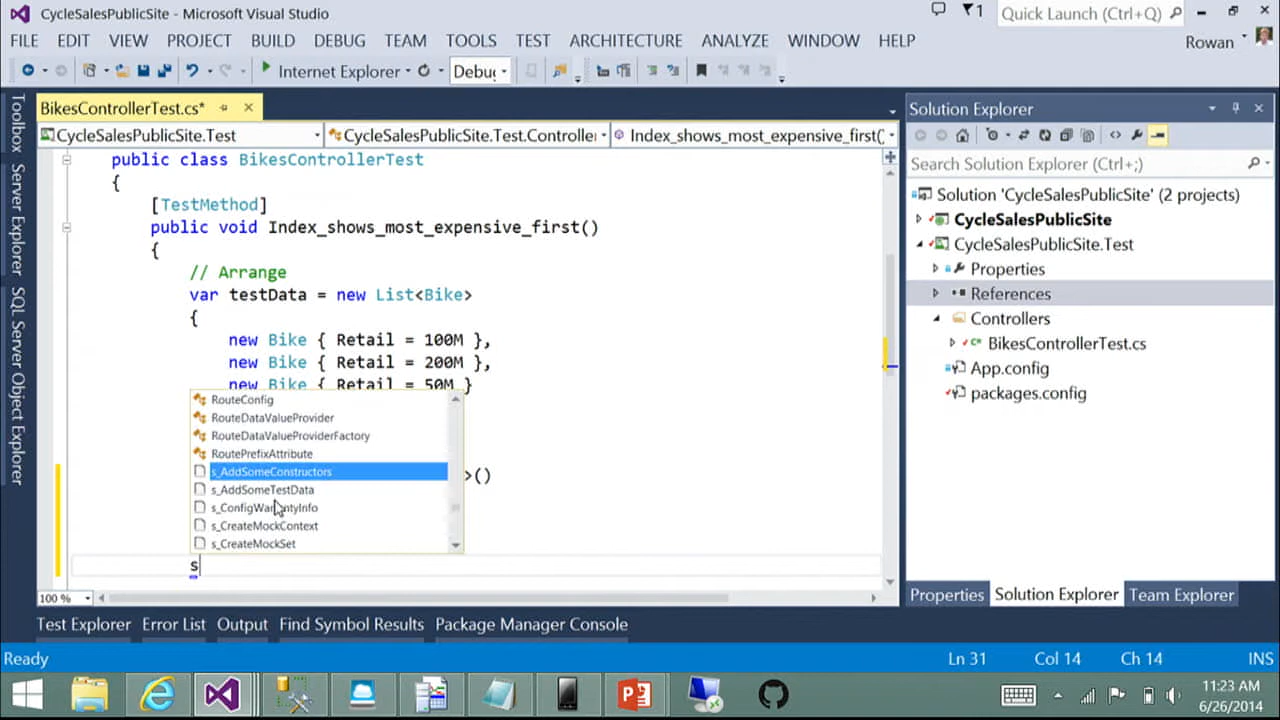 CycleSalesPublicSite - Microsoft Visual Studio
1
Quick Launch (Ctrl+Q)
FILE EDIT VIEW PROJECT BUILD DEBUG TEAM TOOLS TEST ARCHITECTURE ANALYZE WINDOW HELP
Rowan
Internet Explorer
Debug
Toolbox
Server Explorer
SQL Server Object Explorer
BikesControllerTest.cs*
CycleSalesPublicSite.Test
CycleSalesPublicSite.Test.Controller
Index_shows_most_expensive_first(
public class BikesControllerTest
{
[TestMethod]
public void Index_shows_most_expensive_first()
{
// Arrange
var testData = new List<Bike>
{
new Bike { Retail = 100M },
new Bike { Retail = 200M },
new Bike { Retail = 50M }
RouteConfig
RouteDataValueProvider
RouteDataValueProviderFactory
RoutePrefixAttribute
s_AddSomeConstructors
>()
s_AddSomeTestData
s_ConfigWarrantyInfo
s_CreateMockContext
s_CreateMockSet
s
100 %
Solution Explorer
Search Solution Explorer (Ctrl+;)
Solution 'CycleSalesPublicSite' (2 projects)
CycleSalesPublicSite
CycleSalesPublicSite.Test
Properties
References
Controllers
BikesControllerTest.cs
App.config
packages.config
Properties Solution Explorer Team Explorer
Test Explorer Error List Output Find Symbol Results Package Manager Console
Ready
Ln 31 Col 14 Ch 14 INS
11:23 AM
6/26/2014